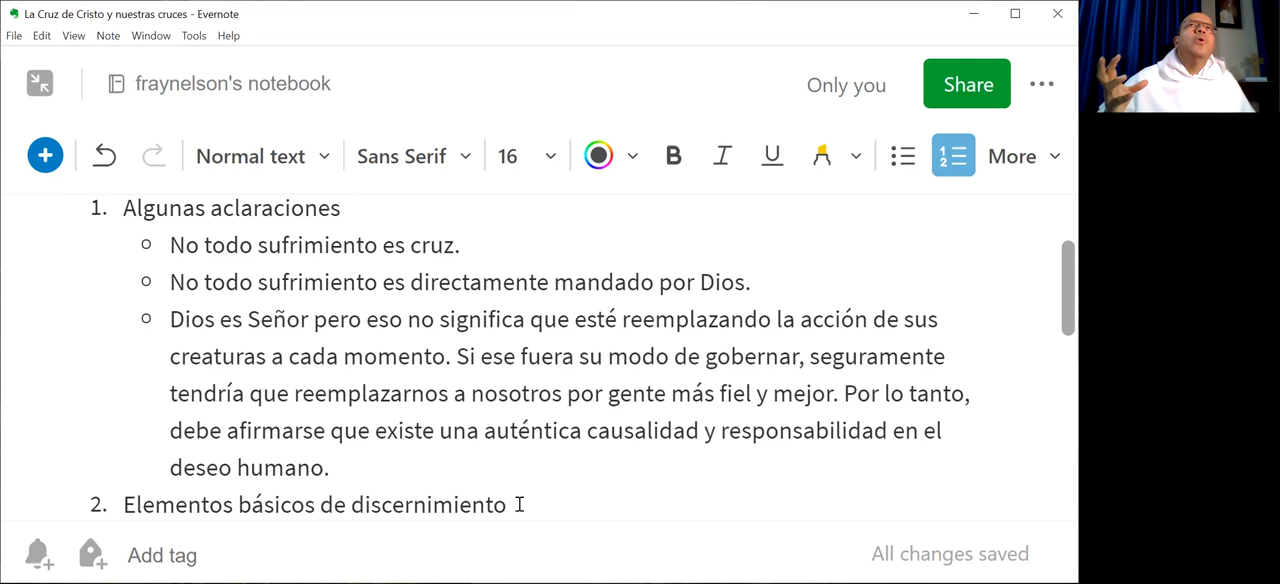 La Cruz de Cristo y nuestras cruces - Evernote
File Edit View Note Window Tools Help
fraynelson's notebook
Only you
Share
Normal text
Sans Serif
16
B I U
More
1. Algunas aclaraciones
No todo sufrimiento es cruz.
No todo sufrimiento es directamente mandado por Dios.
Dios es Señor pero eso no significa que esté reemplazando la acción de sus
creaturas a cada momento. Si ese fuera su modo de gobernar, seguramente
tendría que reemplazarnos a nosotros por gente más fiel y mejor. Por lo tanto,
debe afirmarse que existe una auténtica causalidad y responsabilidad en el
deseo humano.
2. Elementos básicos de discernimiento
Add tag
All changes saved